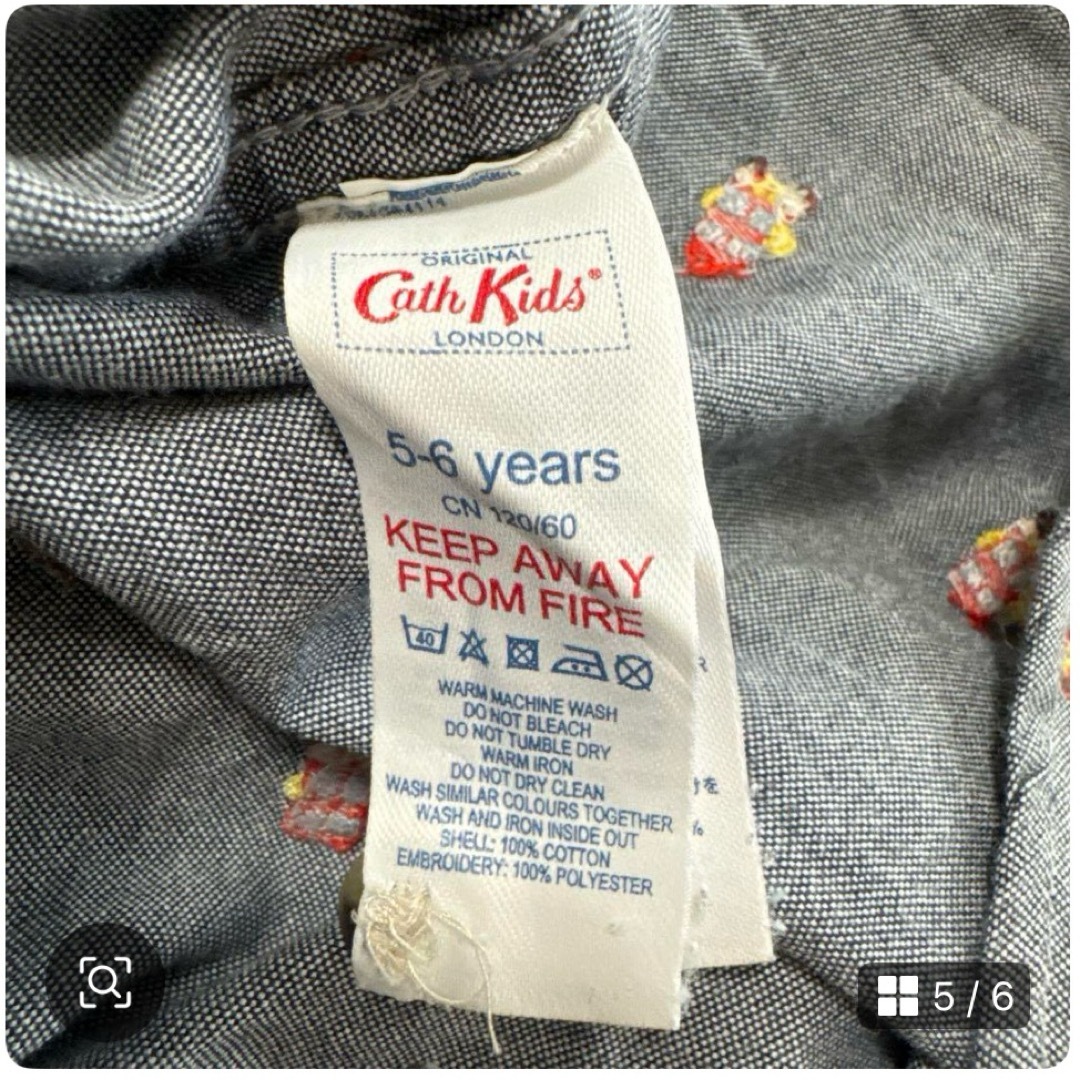 ORIGINAL
Cath Kids®
LONDON
5-6 years
CN 120/60
KEEP AWAY
FROM FIRE
40
WARM MACHINE WASH
DO NOT BLEACH
DO NOT TUMBLE DRY
WARM IRON
DO NOT DRY CLEAN
WASH SIMILAR COLOURS TOGETHER
WASH AND IRON INSIDE OUT
SHELL: 100% COTTON
EMBROIDERY: 100% POLYESTER
R
を
%
5 / 6